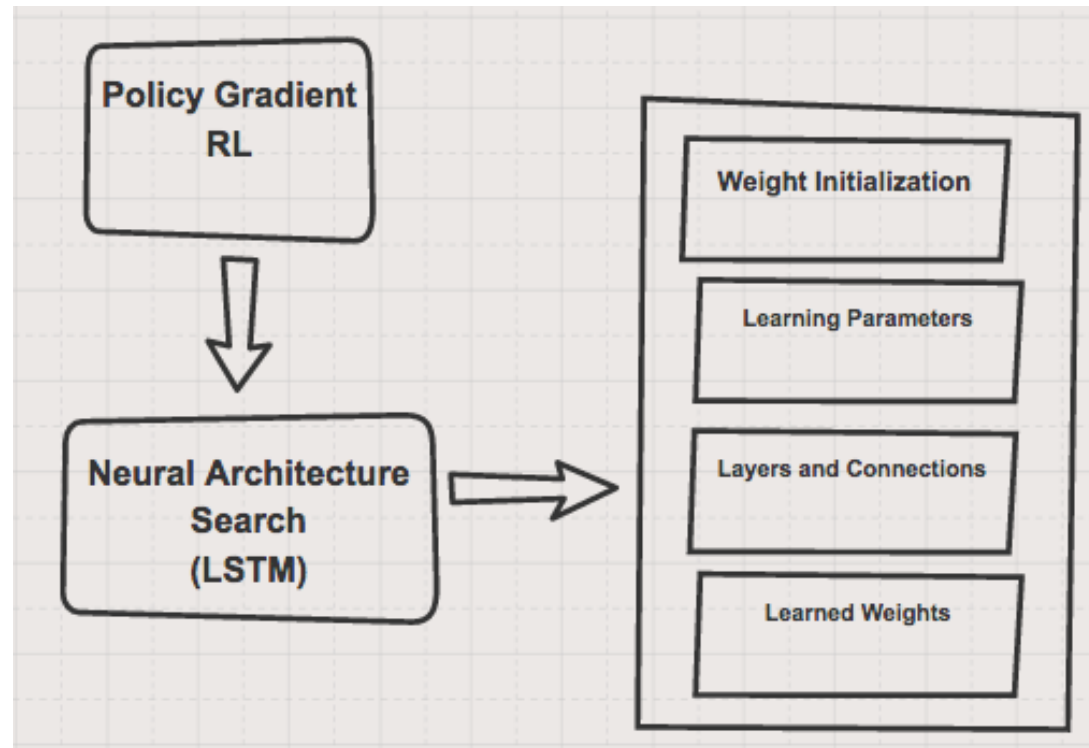 Policy Gradient
RL
Neural Architecture
Search
(LSTM)
Weight Initialization
Learning Parameters
Layers and Connections
Learned Weights